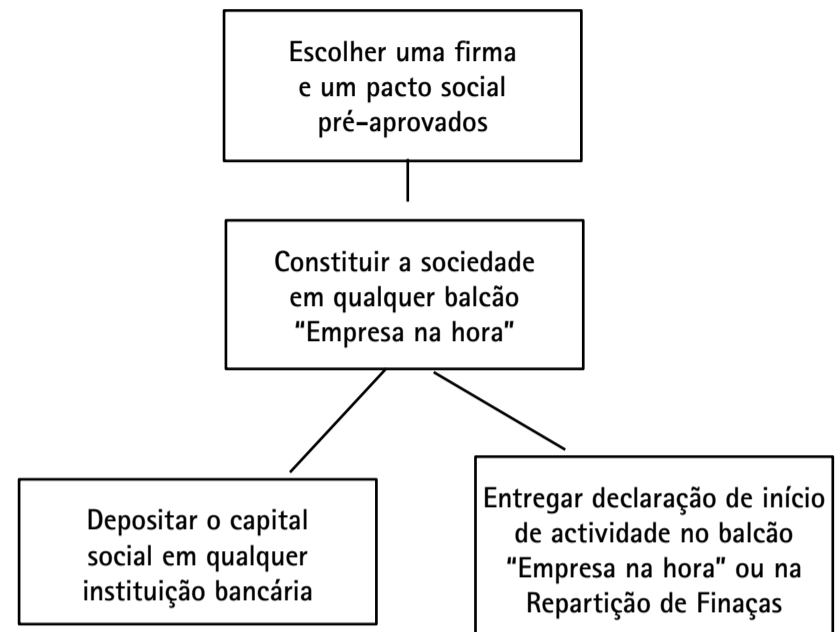 Escolher uma firma
e um pacto social
pré-aprovados
Constituir a sociedade
em qualquer balcão
"Empresa na hora"
Depositar o capital
social em qualquer
instituição bancária
Entregar declaração de início
de actividade no balcão
"Empresa na hora" ou na
Repartição de Finaças